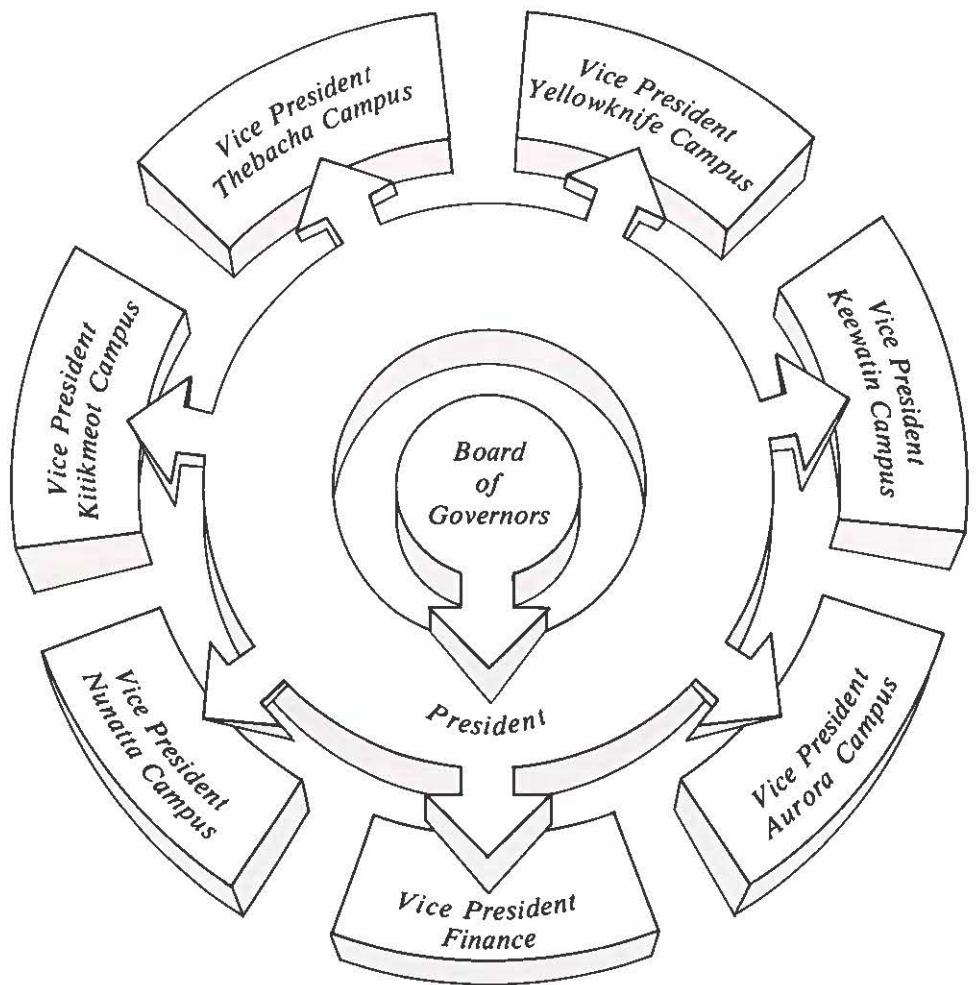 Vice President
Thebacha Campus
Vice President
Yellowknife Campus
Vice President
Kitikmeot Campus
Vice President
Keewatin Campus
Board
of
Governors
President
Vice President
Nunatta Campus
Vice President
Aurora Campus
Vice President
Finance